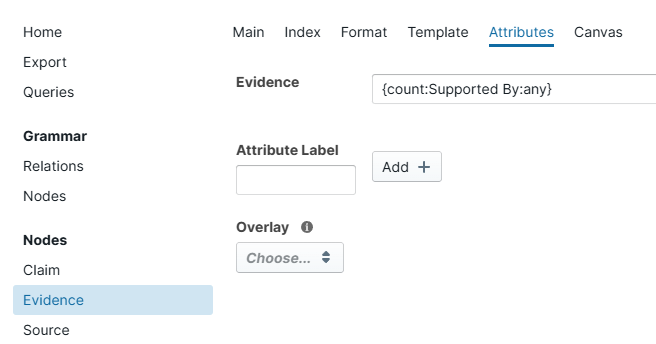 Home
Export
Queries
Grammar
Relations
Nodes
Nodes
Claim
Evidence
Source
Main Index Format Template Attributes Canvas
Evidence {count:Supported By:any}
Attribute Label
Add +
Overlay
Choose...